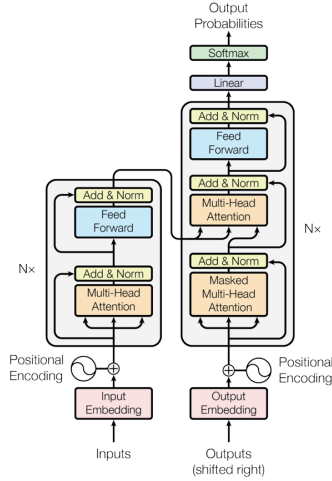 Output
Probabilities
Softmax
Linear
Add & Norm
Feed
Forward
Add & Norm
Multi-Head
Attention
Nx
Add & Norm
Masked
Multi-Head
Attention
Positional
Encoding
Output
Embedding
Outputs
(shifted right)
Add & Norm
Feed
Forward
Nx
Add & Norm
Multi-Head
Attention
Positional
Encoding
Input
Embedding
Inputs